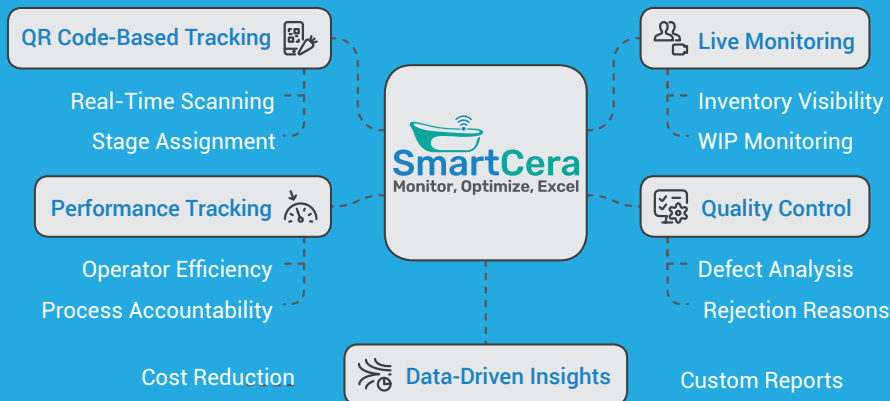 QR Code-Based Tracking
Real-Time Scanning
Stage Assignment
Performance Tracking
Operator Efficiency
Process Accountability
SmartCera
Monitor, Optimize, Excel
Live Monitoring
Inventory Visibility
WIP Monitoring
Quality Control
Defect Analysis
Rejection Reasons
Cost Reduction
Data-Driven Insights
Custom Reports